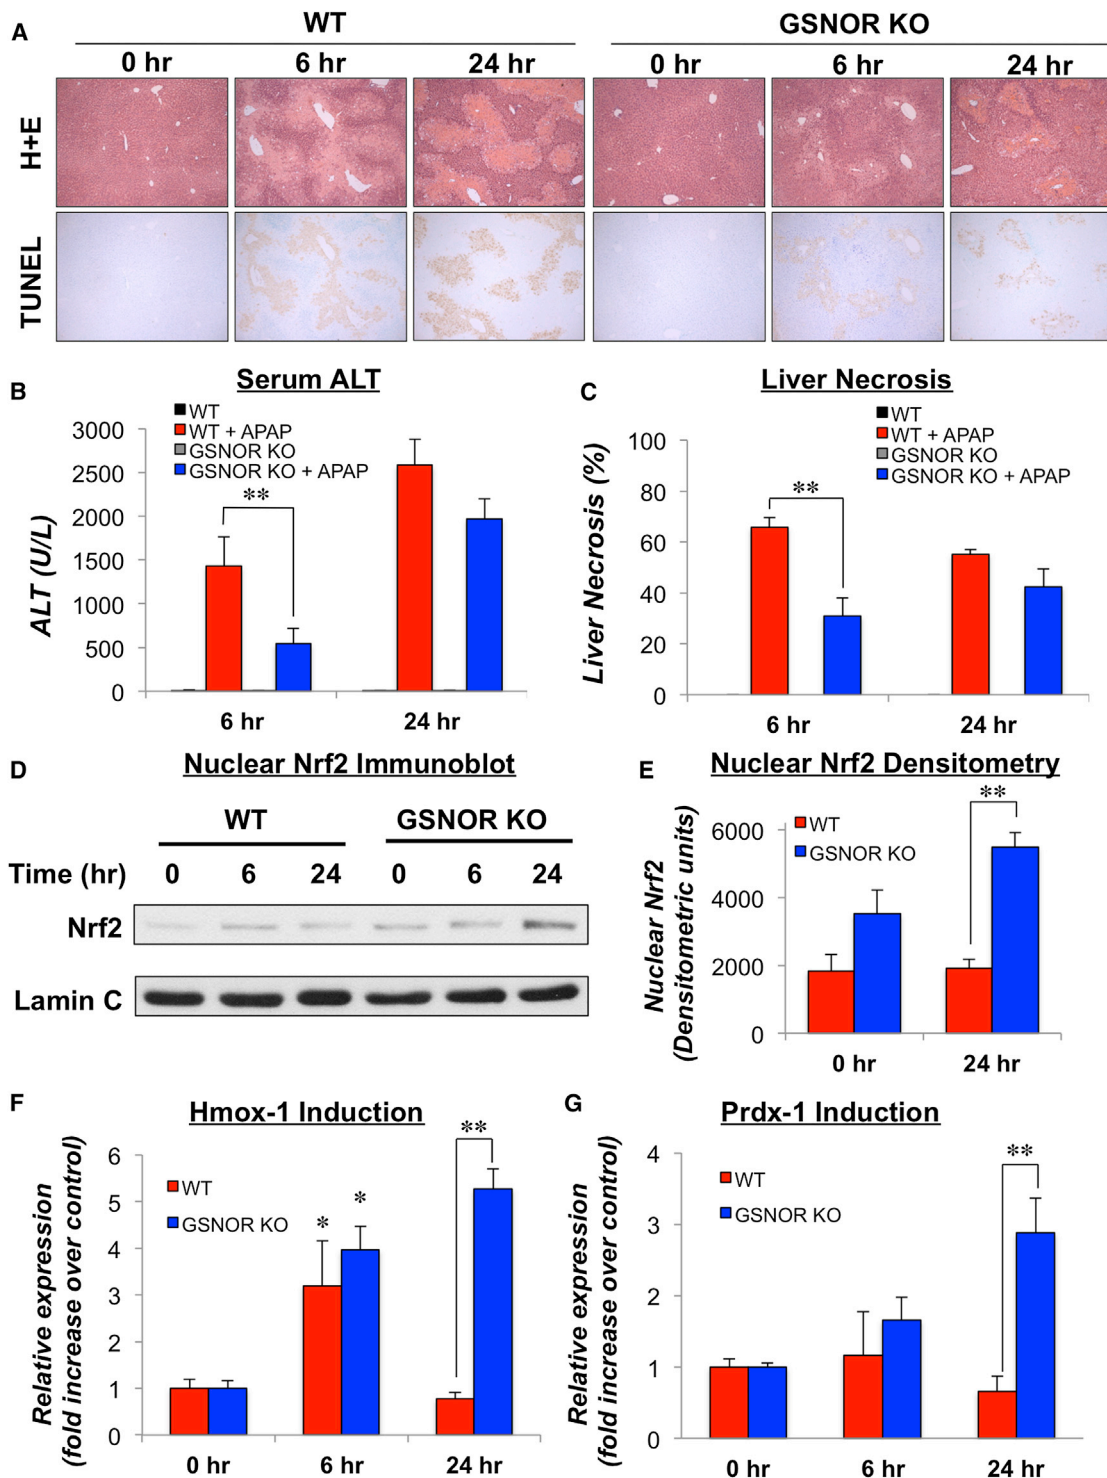 A
WT
GSNOR KO
0 hr 6 hr 24 hr 0 hr 6 hr 24 hr
H+E
TUNEL
B
Serum ALT
WT
WT + APAP
GSNOR KO
GSNOR KO + APAP
ALT (U/L)
3000
2500
2000
1500
1000
500
0
**
6 hr 24 hr
C
Liver Necrosis
WT
WT + APAP
GSNOR KO
GSNOR KO + APAP
Liver Necrosis (%)
100
80
60
40
20
0
**
6 hr 24 hr
D
Nuclear Nrf2 Immunoblot
WT GSNOR KO
Time (hr) 0 6 24 0 6 24
Nrf2
Lamin C
E
Nuclear Nrf2 Densitometry
WT
GSNOR KO
Nuclear Nrf2
(Densitometric units)
6000
4000
2000
0
**
0 hr 24 hr
F
Hmox-1 Induction
WT
GSNOR KO
Relative expression
(fold increase over control)
6
5
4
3
2
1
0
* * **
0 hr 6 hr 24 hr
G
Prdx-1 Induction
WT
GSNOR KO
Relative expression
(fold increase over control)
4
3
2
1
0
**
0 hr 6 hr 24 hr